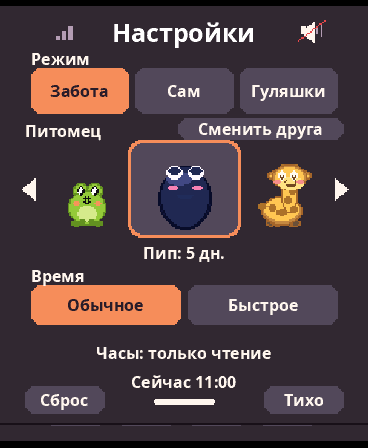 Настройки
Режим
Забота Сам Гуляшки
Питомец Сменить друга
Пип: 5 дн.
Время
Обычное Быстрое
Часы: только чтение
Сейчас 11:00
Сброс Тихо